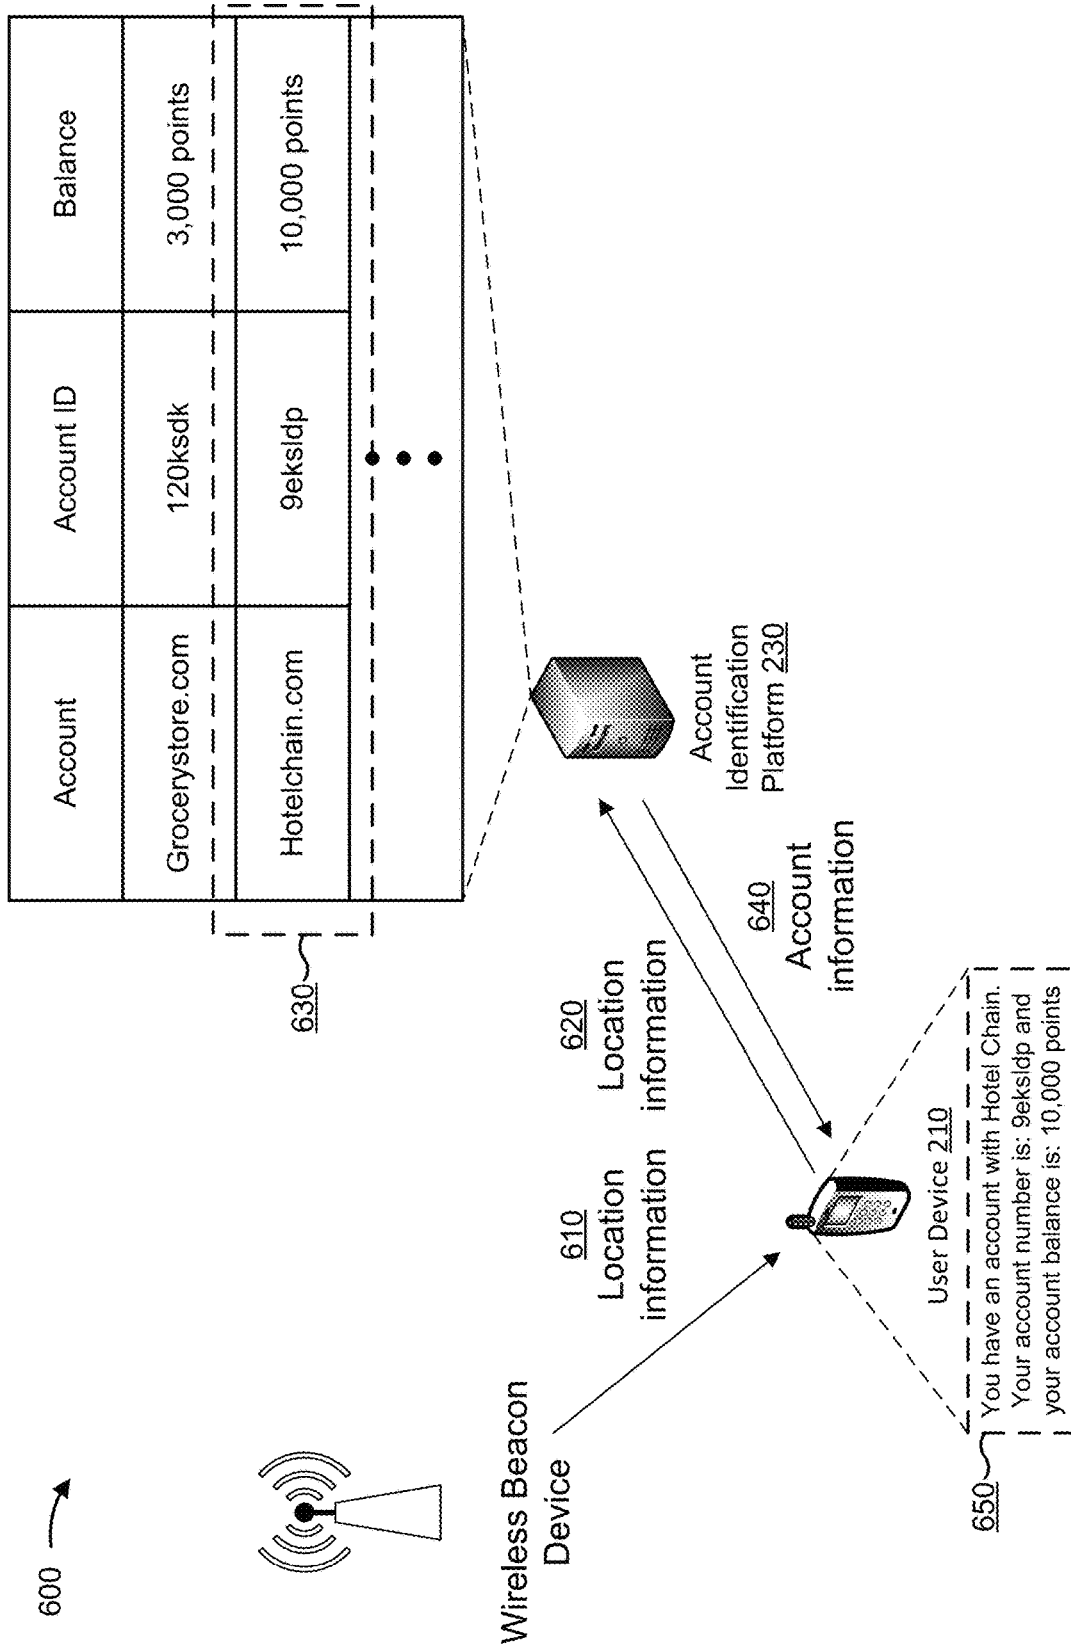 600
Wireless Beacon
Device
610
Location
information
620
Location
information
630
Account
Account ID
Balance
Grocerystore.com
120ksdk
3,000 points
Hotelchain.com
9eksldp
10,000 points
Account
Identification
Platform 230
640
Account
information
User Device 210
650
You have an account with Hotel Chain.
Your account number is: 9eksldp and
your account balance is: 10,000 points